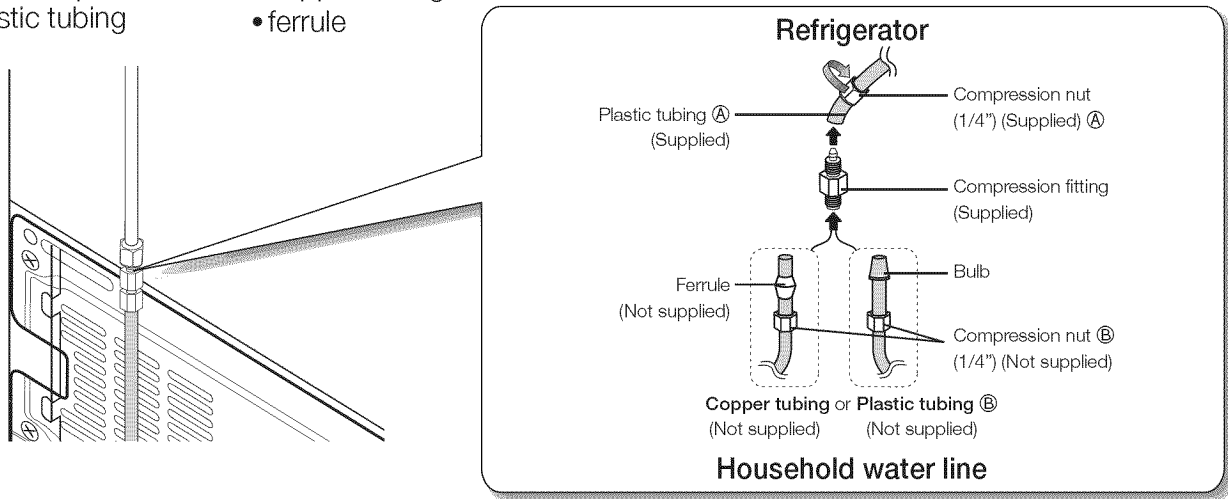 stic tubing
• ferrule
Refrigerator
Plastic tubing Ⓐ
(Supplied)
Compression nut
(1/4”) (Supplied) Ⓐ
Compression fitting
(Supplied)
Ferrule
(Not supplied)
Bulb
Compression nut Ⓑ
(1/4”) (Not supplied)
Copper tubing or Plastic tubing Ⓑ
(Not supplied) (Not supplied)
Household water line